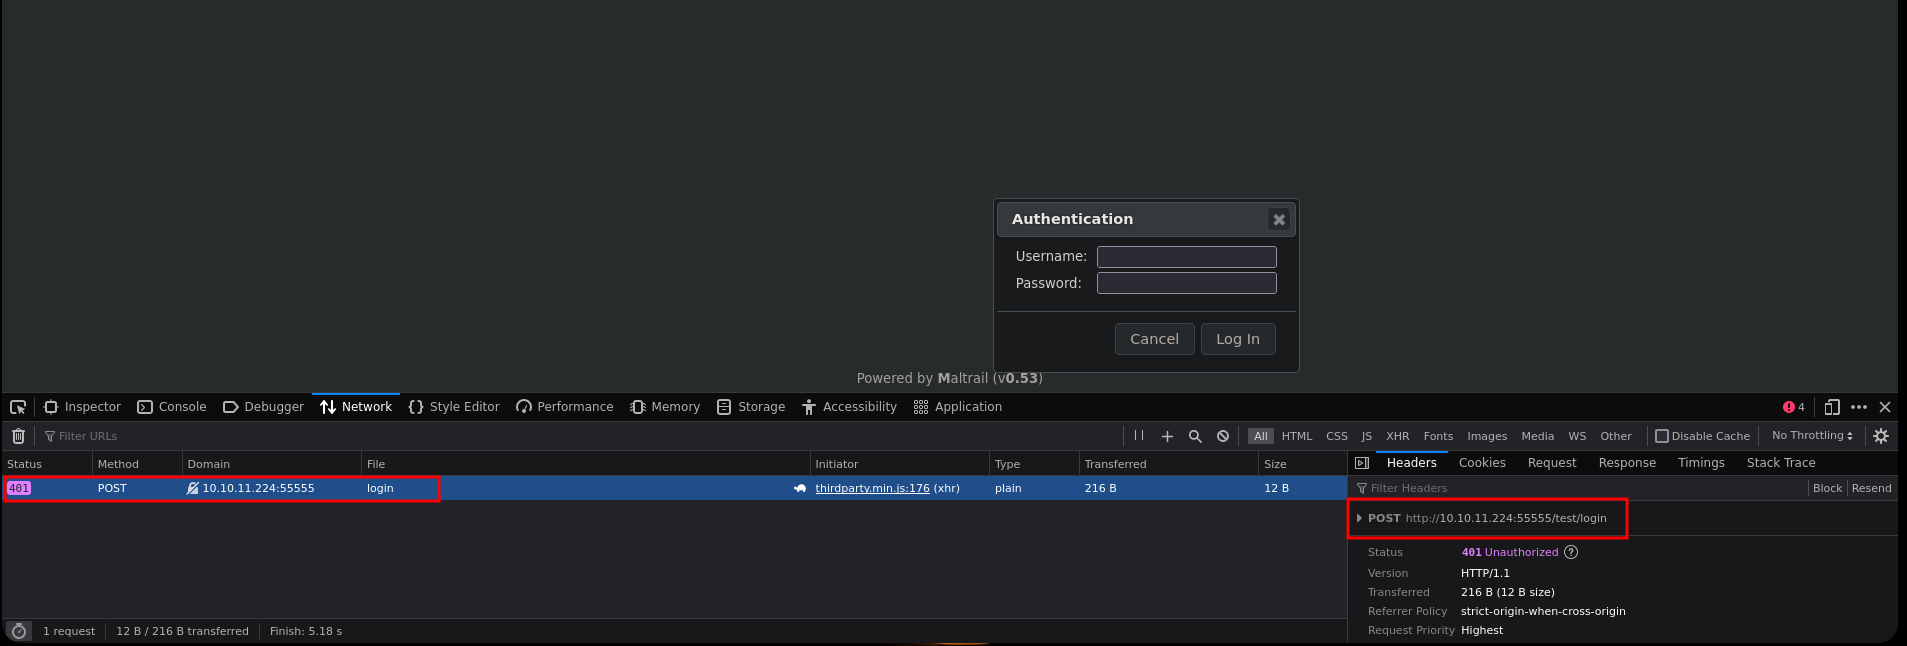 Authentication
Username:
Password:
Cancel Log In
Powered by Maltrail (v0.53)
Inspector Console Debugger Network Style Editor Performance Memory Storage Accessibility Application 4
Filter URLs All HTML CSS JS XHR Fonts Images Media WS Other Disable Cache No Throttling
Status Method Domain File Initiator Type Transferred Size
401 POST 10.10.11.224:55555 login thirdparty.min.js:176 (xhr) plain 216 B 12 B
Headers Cookies Request Response Timings Stack Trace
Filter Headers Block Resend
POST http://10.10.11.224:55555/test/login
Status 401 Unauthorized ?
Version HTTP/1.1
Transferred 216 B (12 B size)
Referrer Policy strict-origin-when-cross-origin
Request Priority Highest
1 request 12 B / 216 B transferred Finish: 5.18 s